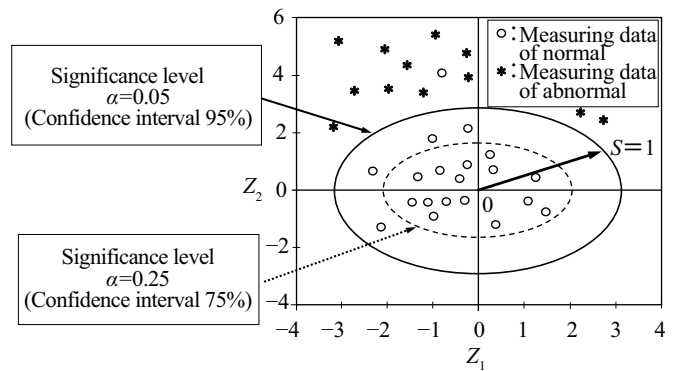 Significance level
α=0.05
(Confidence interval 95%)
Significance level
α=0.25
(Confidence interval 75%)
○：Measuring data
of normal
✱：Measuring data
of abnormal
S＝1
Z₂
6
4
2
0
−2
−4
0
−4 −3 −2 −1 0 1 2 3 4
Z₁